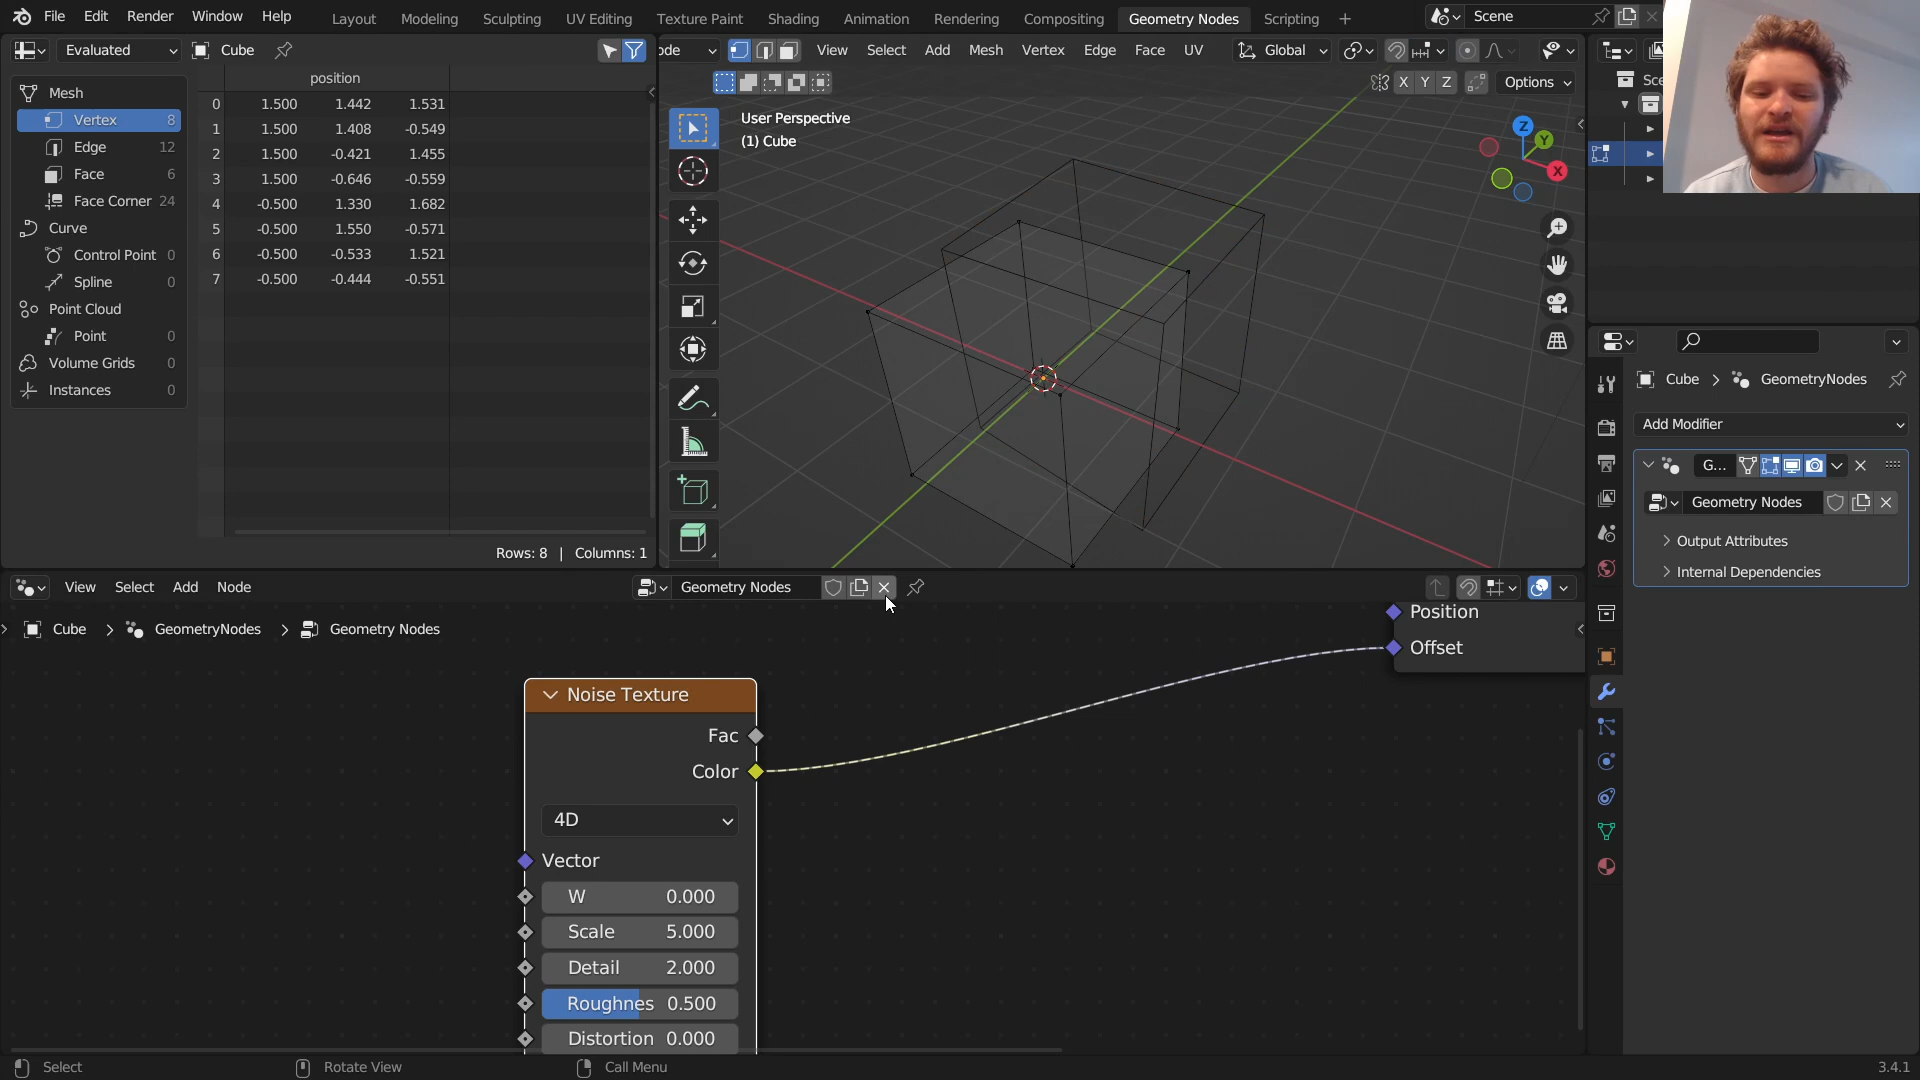 File Edit Render Window Help Layout Modeling Sculpting UV Editing Texture Paint Shading Animation Rendering Compositing Geometry Nodes Scripting + Scene
Evaluated Cube
ode View Select Add Mesh Vertex Edge Face UV Global
X Y Z Options
position
Mesh
Vertex 8
Edge 12
Face 6
Face Corner 24
Curve
Control Point 0
Spline 0
Point Cloud
Point 0
Volume Grids 0
Instances 0
0 1.500 1.442 1.531
1 1.500 1.408 -0.549
2 1.500 -0.421 1.455
3 1.500 -0.646 -0.559
4 -0.500 1.330 1.682
5 -0.500 1.550 -0.571
6 -0.500 -0.533 1.521
7 -0.500 -0.444 -0.551
Rows: 8 | Columns: 1
User Perspective
(1) Cube
Z
Y
X
Sce
Cube > GeometryNodes
Add Modifier
G...
Geometry Nodes
Output Attributes
Internal Dependencies
View Select Add Node Geometry Nodes
Cube > GeometryNodes > Geometry Nodes
Position
Offset
Noise Texture
Fac
Color
4D
Vector
W 0.000
Scale 5.000
Detail 2.000
Roughnes 0.500
Distortion 0.000
Select Rotate View Call Menu 3.4.1